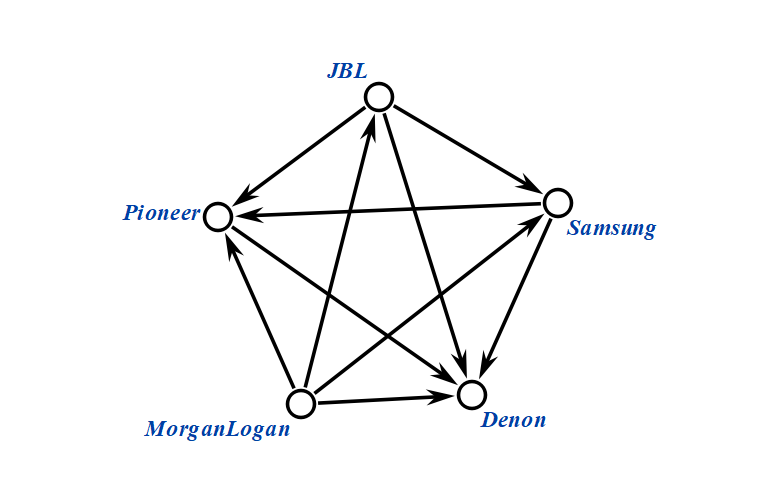 JBL
Pioneer
Samsung
Denon
MorganLogan